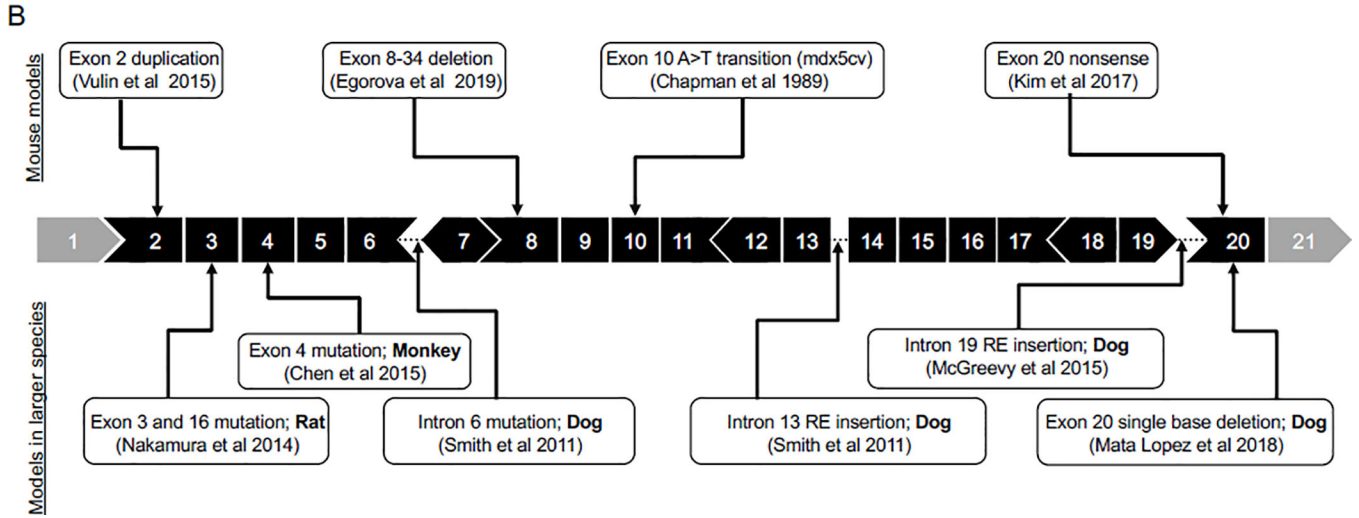 B
Mouse models
Exon 2 duplication
(Vulin et al 2015)
Exon 8-34 deletion
(Egorova et al 2019)
Exon 10 A>T transition (mdx5cv)
(Chapman et al 1989)
Exon 20 nonsense
(Kim et al 2017)
1 2 3 4 5 6 7 8 9 10 11 12 13 14 15 16 17 18 19 20 21
Models in larger species
Exon 4 mutation; Monkey
(Chen et al 2015)
Intron 19 RE insertion; Dog
(McGreevy et al 2015)
Exon 3 and 16 mutation; Rat
(Nakamura et al 2014)
Intron 6 mutation; Dog
(Smith et al 2011)
Intron 13 RE insertion; Dog
(Smith et al 2011)
Exon 20 single base deletion; Dog
(Mata Lopez et al 2018)